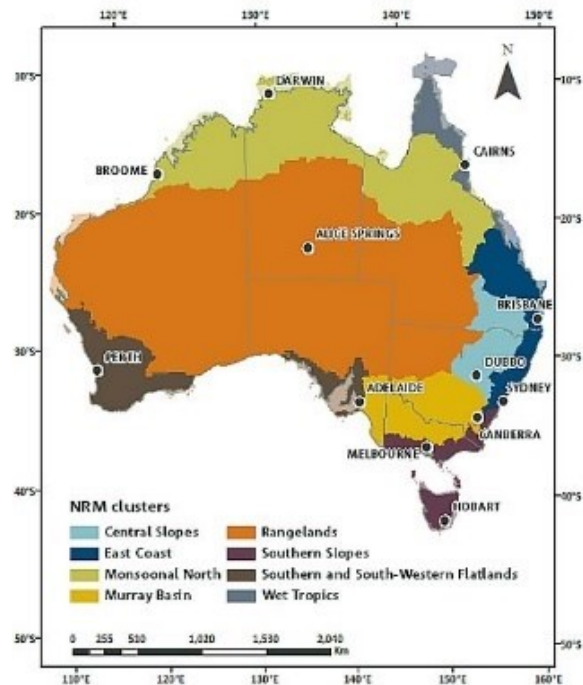 120°E 130°E 140°E 150°E
N
10°S 10°S
DARWIN
CAIRNS
BROOME
20°S 20°S
ALICE SPRINGS
BRISBANE
30°S 30°S
PERTH
DUBBO
ADELAIDE
SYDNEY
CANBERRA
MELBOURNE
40°S 40°S
HOBART
NRM clusters
Central Slopes Rangelands
East Coast Southern Slopes
Monsoonal North Southern and South-Western Flatlands
Murray Basin Wet Tropics
50°S 50°S
0 255 510 1,020 1,530 2,040
Km
110°E 120°E 130°E 140°E 150°E 160°E